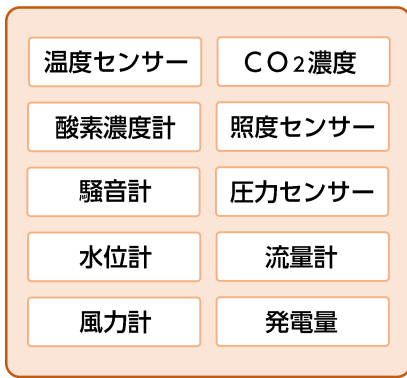 温度センサー
CO2濃度
酸素濃度計
照度センサー
騒音計
圧力センサー
水位計
流量計
風力計
発電量